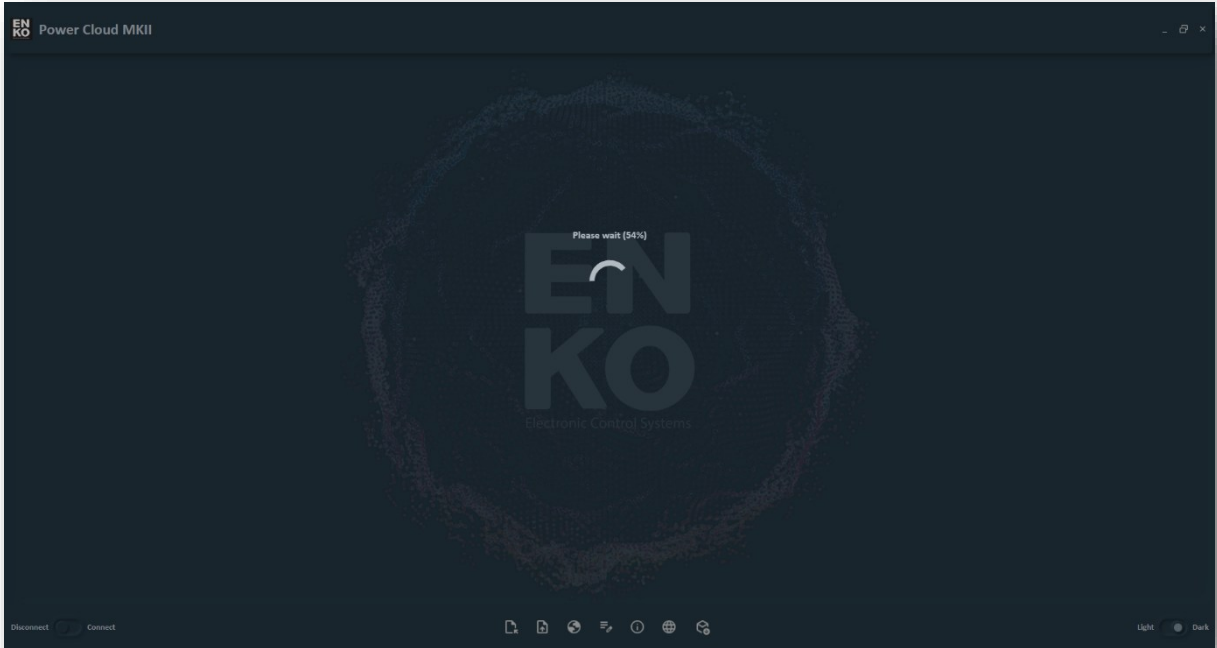 EN
KO
Power Cloud MKII
Please wait (54%)
EN
KO
Electronic Control Systems
Disconnect Connect
Light Dark